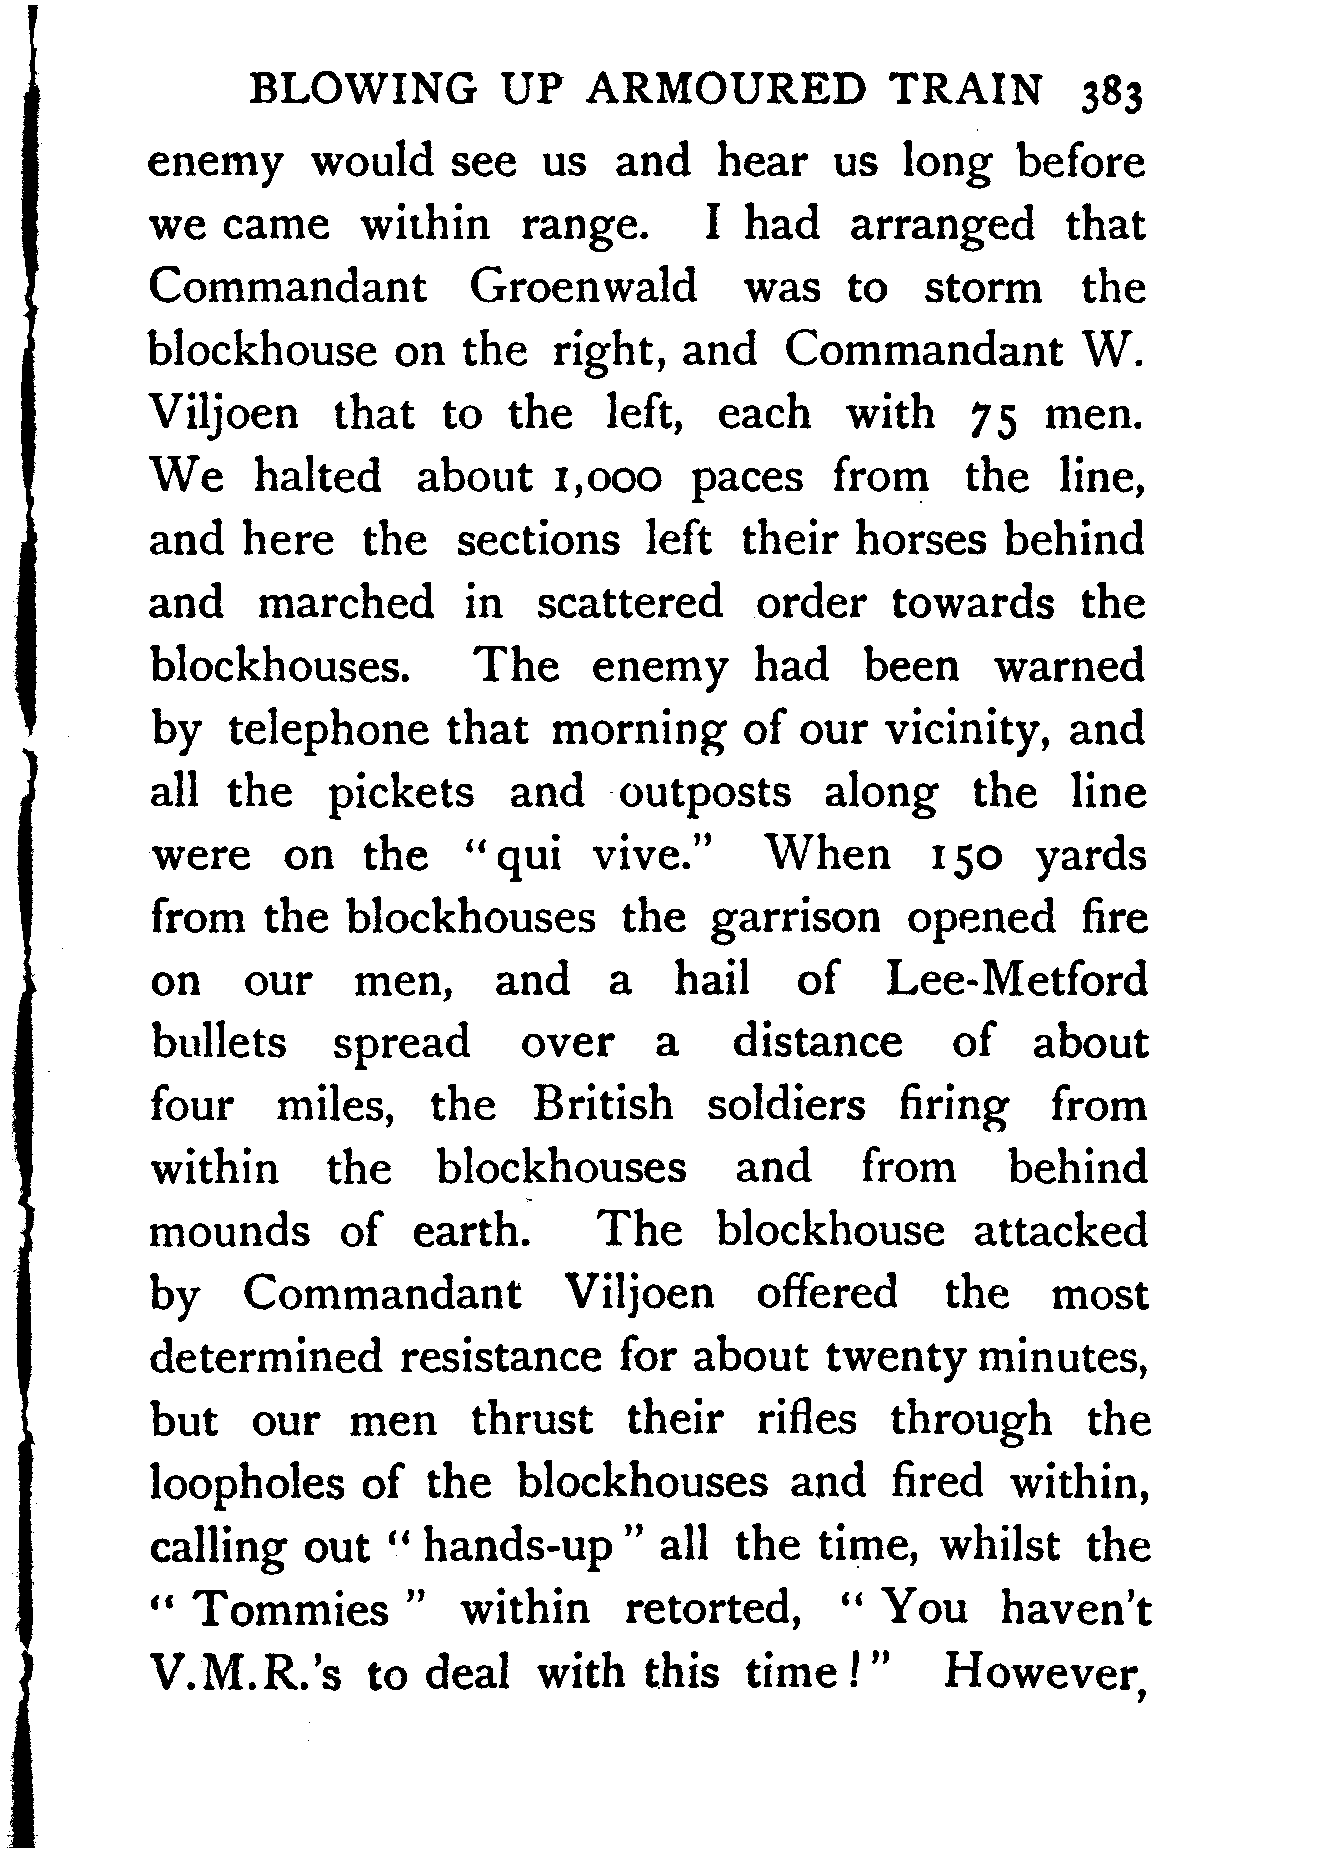 BLOWING UP ARMOURED TRAIN 383
enemy would see us and hear us long before
we came within range. I had arranged that
Commandant Groenwald was to storm the
blockhouse on the right, and Commandant W.
Viljoen that to the left, each with 75 men.
We halted about 1,000 paces from the line,
and here the sections left their horses behind
and marched in scattered order towards the
blockhouses. The enemy had been warned
by telephone that morning of our vicinity, and
all the pickets and outposts along the line
were on the "qui vive." When 150 yards
from the blockhouses the garrison opened fire
on our men, and a hail of Lee-Metford
bullets spread over a distance of about
four miles, the British soldiers firing from
within the blockhouses and from behind
mounds of earth. The blockhouse attacked
by Commandant Viljoen offered the most
determined resistance for about twenty minutes,
but our men thrust their rifles through the
loopholes of the blockhouses and fired within,
calling out "hands-up" all the time, whilst the
"Tommies" within retorted, "You haven't
V.M.R.'s to deal with this time!" However,